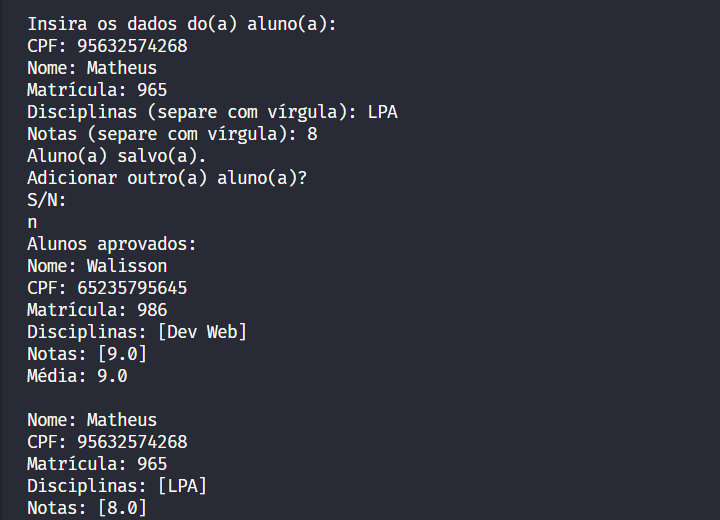 Insira os dados do(a) aluno(a):
CPF: 95632574268
Nome: Matheus
Matrícula: 965
Disciplinas (separe com vírgula): LPA
Notas (separe com vírgula): 8
Aluno(a) salvo(a).
Adicionar outro(a) aluno(a)?
S/N:
n
Alunos aprovados:
Nome: Walisson
CPF: 65235795645
Matrícula: 986
Disciplinas: [Dev Web]
Notas: [9.0]
Média: 9.0
Nome: Matheus
CPF: 95632574268
Matrícula: 965
Disciplinas: [LPA]
Notas: [8.0]